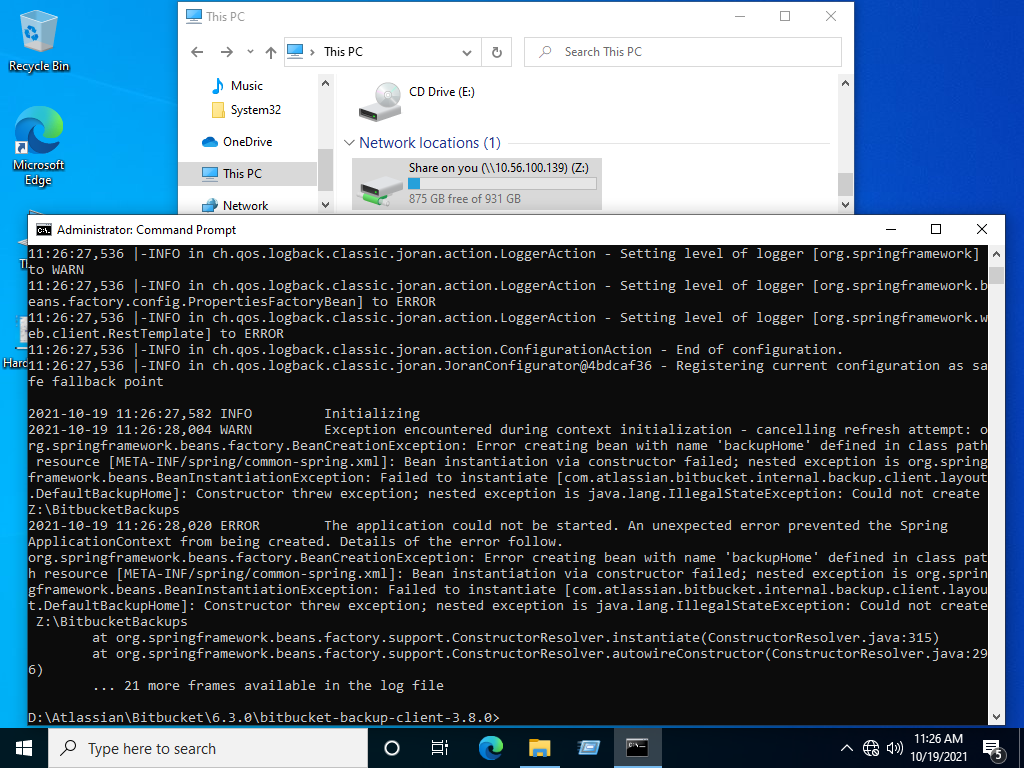 Recycle Bin
Microsoft
Edge
This PC
This PC
Search This PC
Music
System32
OneDrive
This PC
Network
CD Drive (E:)
Network locations (1)
Share on you (\\10.56.100.139) (Z:)
875 GB free of 931 GB
Administrator: Command Prompt
11:26:27,536 |-INFO in ch.qos.logback.classic.joran.action.LoggerAction - Setting level of logger [org.springframework]
to WARN
11:26:27,536 |-INFO in ch.qos.logback.classic.joran.action.LoggerAction - Setting level of logger [org.springframework.b
eans.factory.config.PropertiesFactoryBean] to ERROR
11:26:27,536 |-INFO in ch.qos.logback.classic.joran.action.LoggerAction - Setting level of logger [org.springframework.w
eb.client.RestTemplate] to ERROR
11:26:27,536 |-INFO in ch.qos.logback.classic.joran.action.ConfigurationAction - End of configuration.
11:26:27,536 |-INFO in ch.qos.logback.classic.joran.JoranConfigurator@4bdcaf36 - Registering current configuration as sa
fe fallback point
2021-10-19 11:26:27,582 INFO Initializing
2021-10-19 11:26:28,004 WARN Exception encountered during context initialization - cancelling refresh attempt: o
rg.springframework.beans.factory.BeanCreationException: Error creating bean with name 'backupHome' defined in class path
resource [META-INF/spring/common-spring.xml]: Bean instantiation via constructor failed; nested exception is org.spring
framework.beans.BeanInstantiationException: Failed to instantiate [com.atlassian.bitbucket.internal.backup.client.layout
.DefaultBackupHome]: Constructor threw exception; nested exception is java.lang.IllegalStateException: Could not create
Z:\BitbucketBackups
2021-10-19 11:26:28,020 ERROR The application could not be started. An unexpected error prevented the Spring
ApplicationContext from being created. Details of the error follow.
org.springframework.beans.factory.BeanCreationException: Error creating bean with name 'backupHome' defined in class pat
h resource [META-INF/spring/common-spring.xml]: Bean instantiation via constructor failed; nested exception is org.sprin
gframework.beans.BeanInstantiationException: Failed to instantiate [com.atlassian.bitbucket.internal.backup.client.layou
t.DefaultBackupHome]: Constructor threw exception; nested exception is java.lang.IllegalStateException: Could not create
Z:\BitbucketBackups
at org.springframework.beans.factory.support.ConstructorResolver.instantiate(ConstructorResolver.java:315)
at org.springframework.beans.factory.support.ConstructorResolver.autowireConstructor(ConstructorResolver.java:29
6)
... 21 more frames available in the log file
D:\Atlassian\Bitbucket\6.3.0\bitbucket-backup-client-3.8.0>
Type here to search
11:26 AM
10/19/2021
5